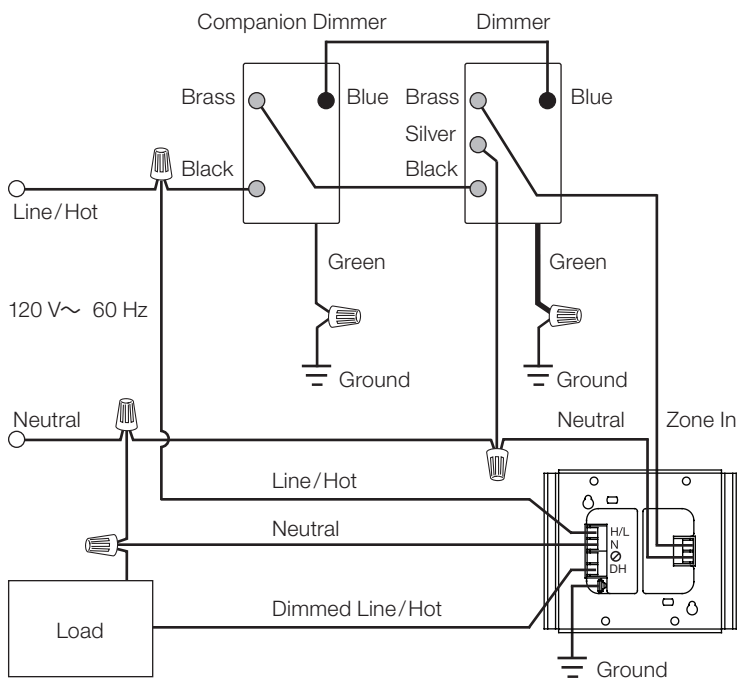 Companion Dimmer Dimmer
Brass Blue Brass Blue
Silver
Black Black
Line/Hot
Green Green
120 V~ 60 Hz
Ground Ground
Neutral Neutral Zone In
Line/Hot
H/L
Neutral N
DH
Dimmed Line/Hot
Load
Ground